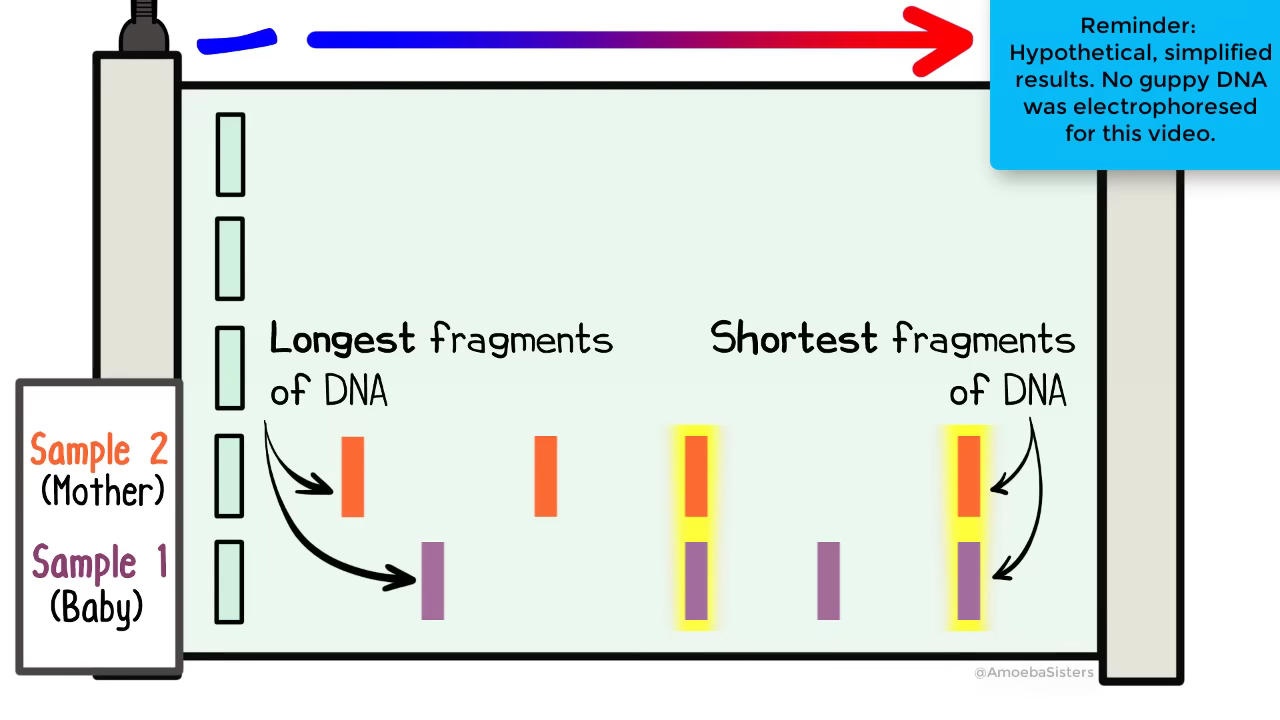 Reminder:
Hypothetical, simplified
results. No guppy DNA
was electrophoresed
for this video.
Longest fragments
of DNA
Shortest fragments
of DNA
Sample 2
(Mother)
Sample 1
(Baby)
@AmoebaSisters